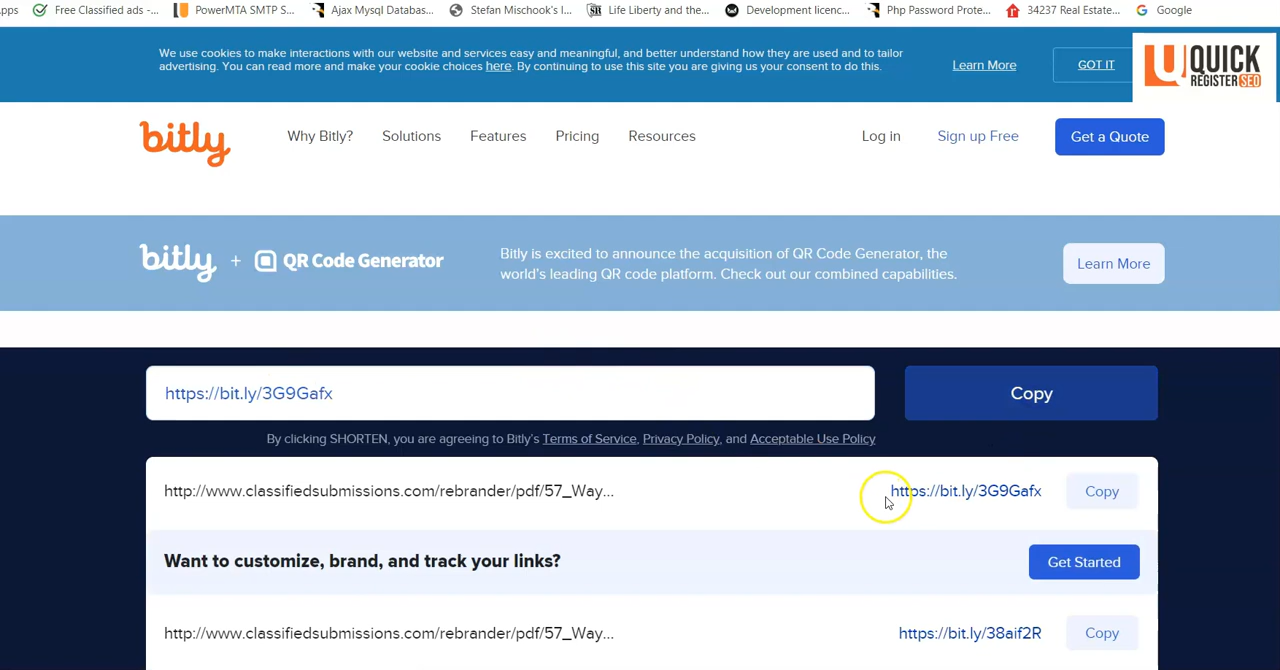 pps Free Classified ads -... PowerMTA SMTP S... Ajax Mysql Databas... Stefan Mischook's I... Life Liberty and the... Development licenc... Php Password Prote... 34237 Real Estate... Google
We use cookies to make interactions with our website and services easy and meaningful, and better understand how they are used and to tailor
advertising. You can read more and make your cookie choices here. By continuing to use this site you are giving us your consent to do this.
Learn More
GOT IT
U QUICK
REGISTER SEO
bitly Why Bitly? Solutions Features Pricing Resources Log in Sign up Free Get a Quote
bitly + QR Code Generator
Bitly is excited to announce the acquisition of QR Code Generator, the
world's leading QR code platform. Check out our combined capabilities.
Learn More
https://bit.ly/3G9Gafx Copy
By clicking SHORTEN, you are agreeing to Bitly's Terms of Service, Privacy Policy, and Acceptable Use Policy
http://www.classifiedsubmissions.com/rebrander/pdf/57_Way... https://bit.ly/3G9Gafx Copy
Want to customize, brand, and track your links? Get Started
http://www.classifiedsubmissions.com/rebrander/pdf/57_Way... https://bit.ly/38aif2R Copy